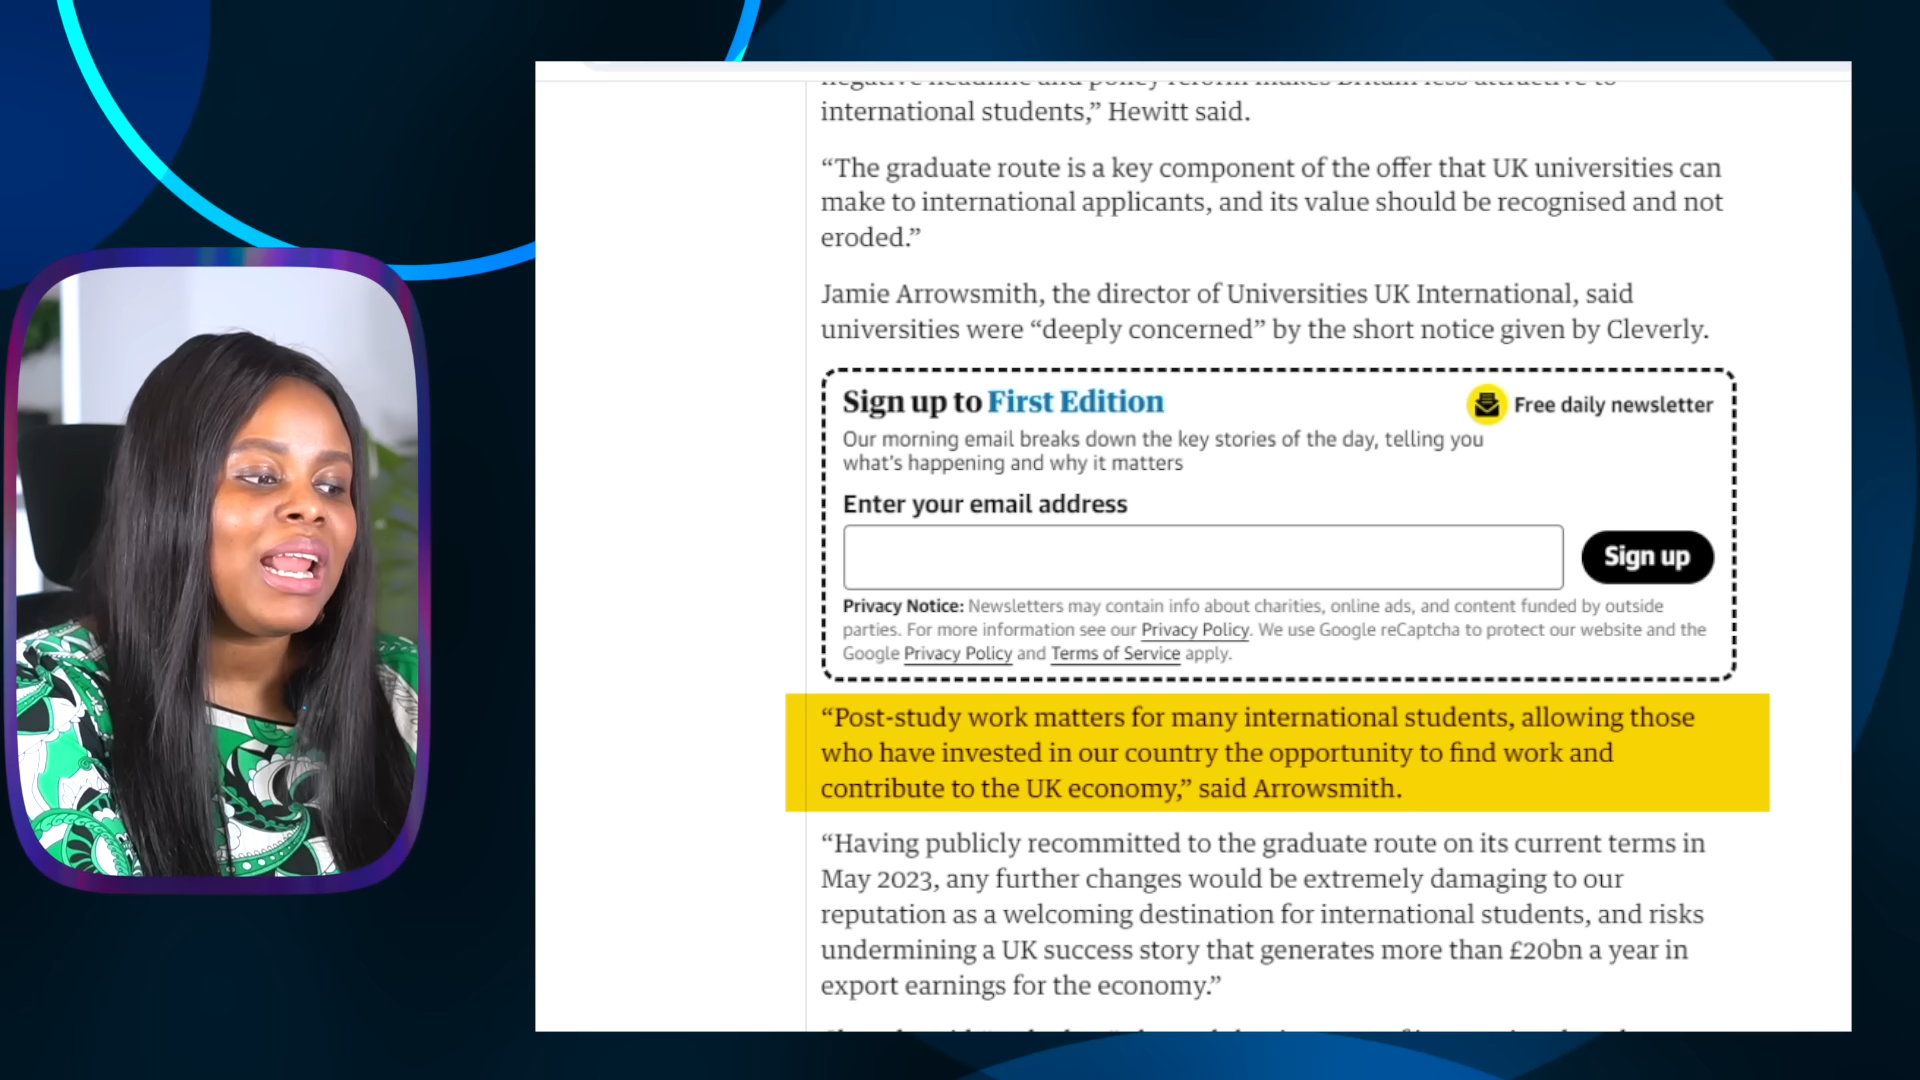 international students,” Hewitt said.
“The graduate route is a key component of the offer that UK universities can
make to international applicants, and its value should be recognised and not
eroded.”
Jamie Arrowsmith, the director of Universities UK International, said
universities were “deeply concerned” by the short notice given by Cleverly.
Sign up to First Edition
Free daily newsletter
Our morning email breaks down the key stories of the day, telling you
what's happening and why it matters
Enter your email address
Sign up
Privacy Notice: Newsletters may contain info about charities, online ads, and content funded by outside
parties. For more information see our Privacy Policy. We use Google reCaptcha to protect our website and the
Google Privacy Policy and Terms of Service apply.
“Post-study work matters for many international students, allowing those
who have invested in our country the opportunity to find work and
contribute to the UK economy,” said Arrowsmith.
“Having publicly recommitted to the graduate route on its current terms in
May 2023, any further changes would be extremely damaging to our
reputation as a welcoming destination for international students, and risks
undermining a UK success story that generates more than £20bn a year in
export earnings for the economy.”